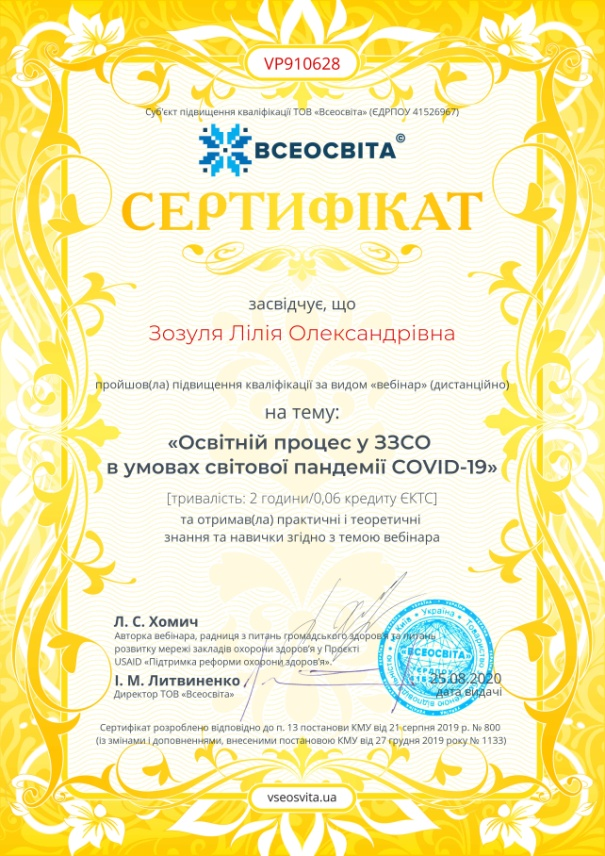 VP910628
Суб'єкт підвищення кваліфікації ТОВ «Всеосвіта» (ЄДРПОУ 41526967)
ВСЕОСВІТА©
СЕРТИФІКАТ
засвідчує, що
Зозуля Лілія Олександрівна
пройшов(ла) підвищення кваліфікації за видом «вебінар» (дистанційно)
на тему:
«Освітній процес у ЗЗСО
в умовах світової пандемії COVID-19»
[тривалість: 2 години/0,06 кредиту ЄКТС]
та отримав(ла) практичні і теоретичні
знання та навички згідно з темою вебінара
Л. С. Хомич
Авторка вебінара, радниця з питань громадського здоров'я та питань
розвитку мережі закладів охорони здоров'я у Проєкті
USAID «Підтримка реформи охорони здоров'я».
І. М. Литвиненко
Директор ТОВ «Всеосвіта»
Київ * Україна * Товариство
«ВСЕОСВІТА»
25.08.2020
дата видачі
Сертифікат розроблено відповідно до п. 13 постанови КМУ від 21 серпня 2019 р. № 800
(із змінами і доповненнями, внесеними постановою КМУ від 27 грудня 2019 року № 1133)
vseosvita.ua